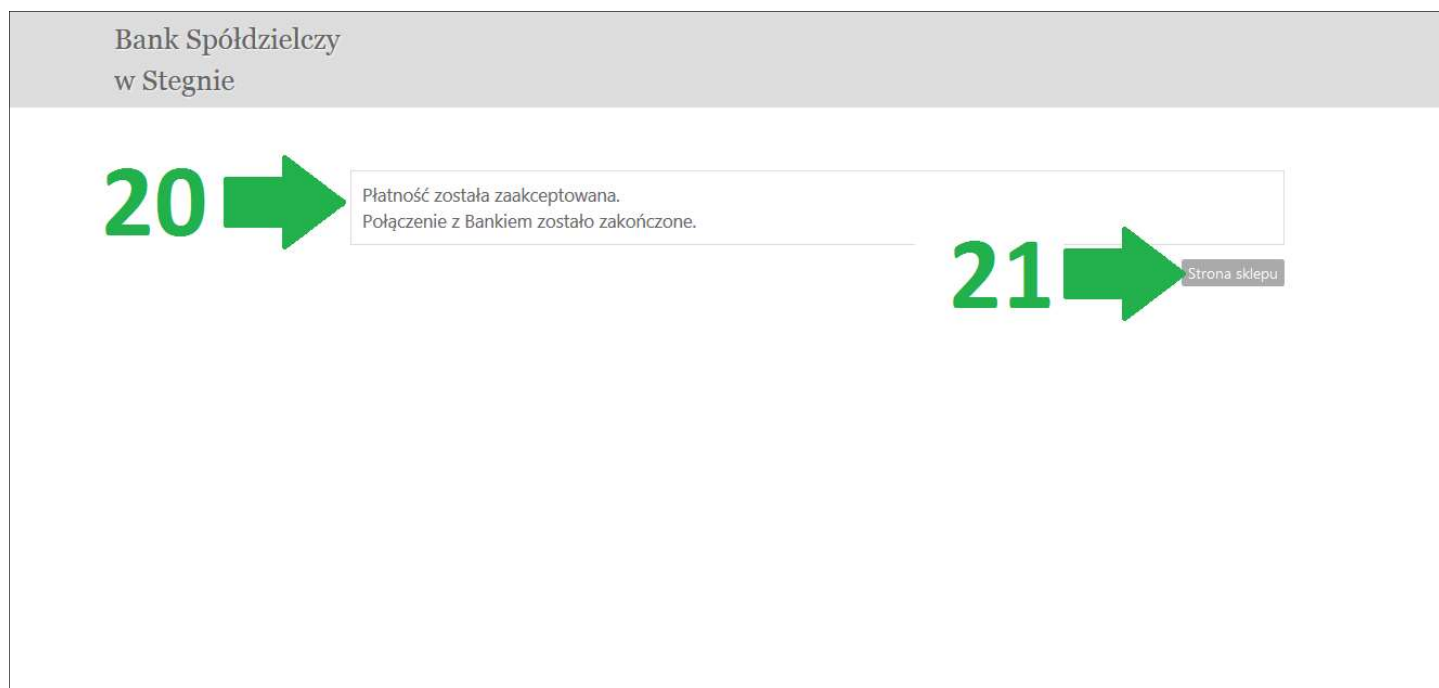 Bank Spółdzielczy
w Stegnie
20
Płatność została zaakceptowana.
Połączenie z Bankiem zostało zakończone.
21
Strona sklepu